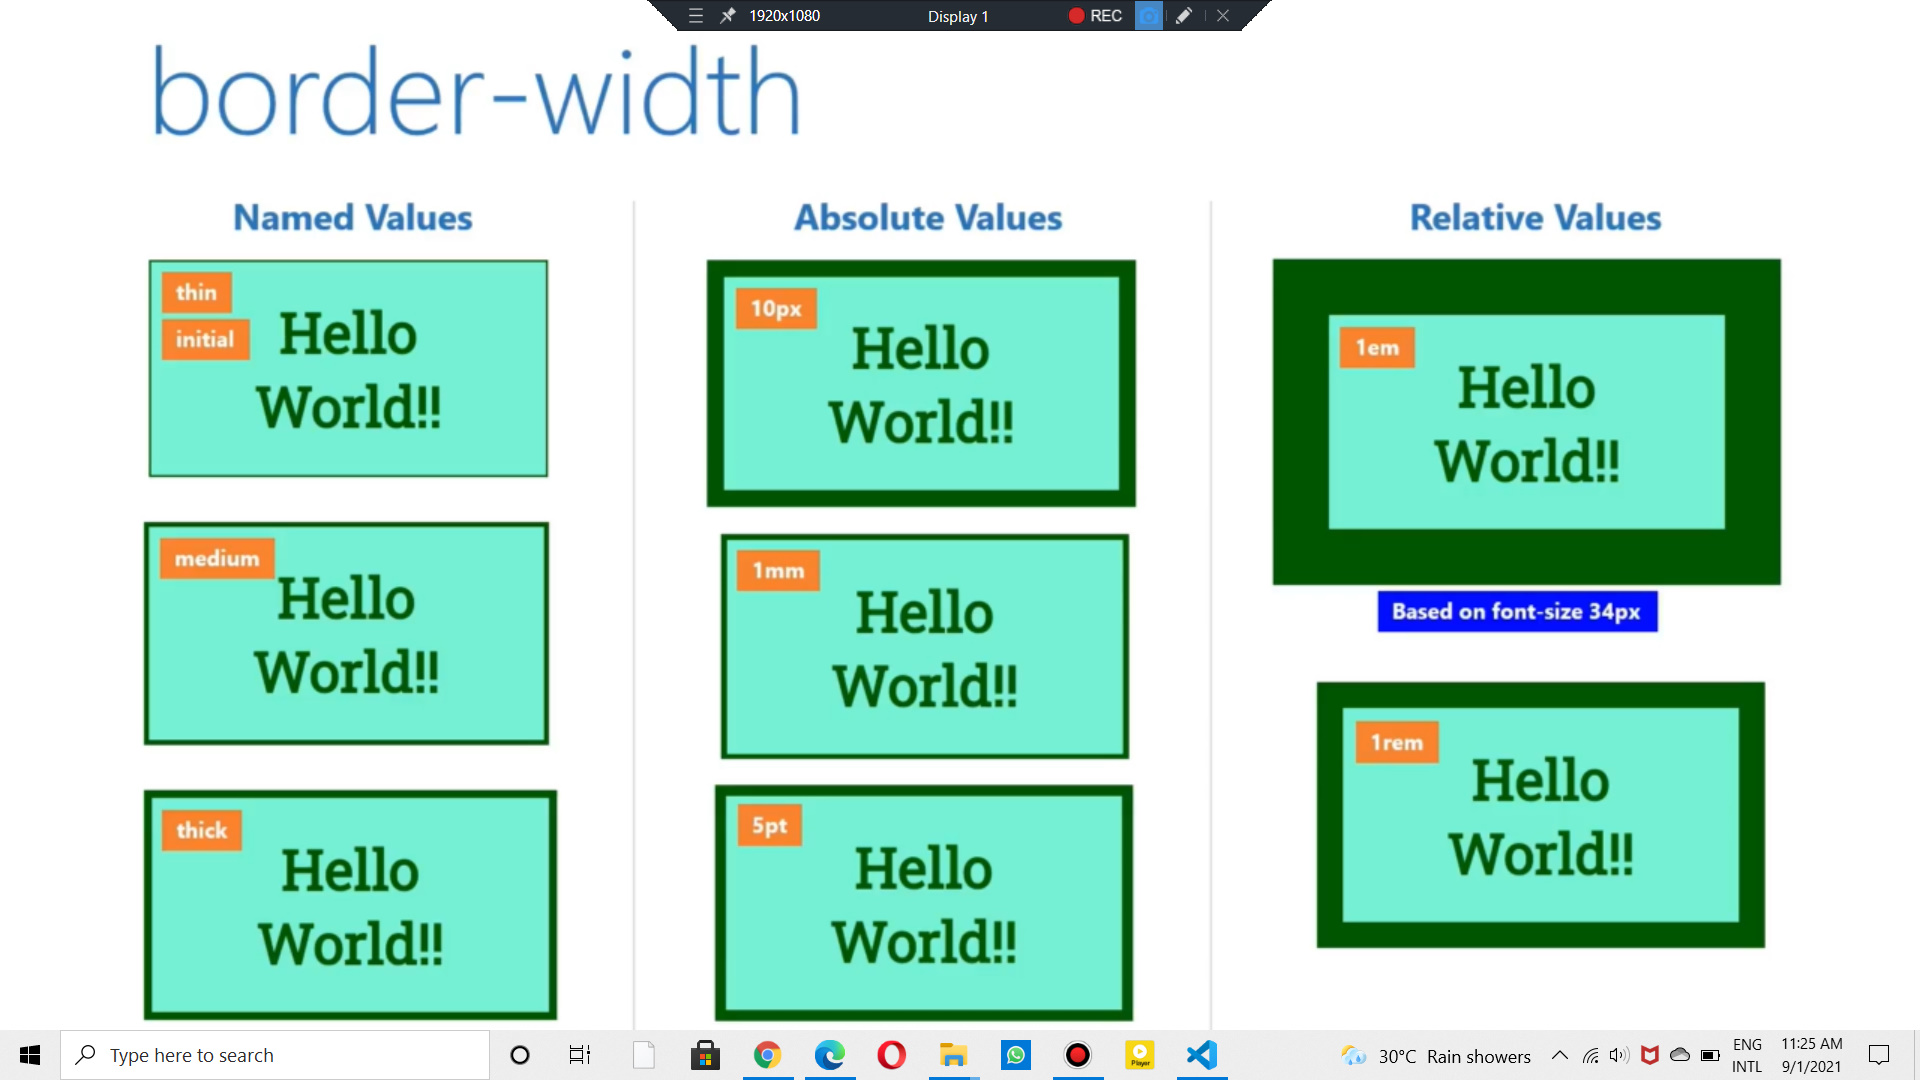 1920x1080
Display 1
REC
border-width
Named Values
thin
initial
Hello
World!!
medium
Hello
World!!
thick
Hello
World!!
Absolute Values
10px
Hello
World!!
1mm
Hello
World!!
5pt
Hello
World!!
Relative Values
1em
Hello
World!!
Based on font-size 34px
1rem
Hello
World!!
Type here to search
Player
30°C Rain showers
ENG
INTL
11:25 AM
9/1/2021